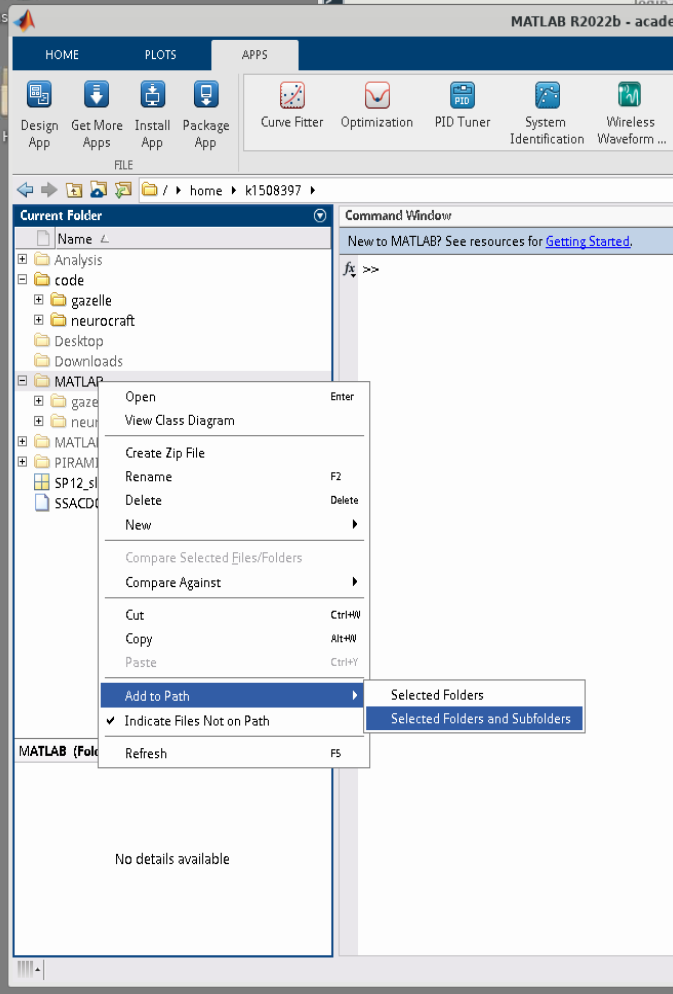 MATLAB R2022b - acade
HOME PLOTS APPS
Design App
Get More Apps
Install App
Package App
Curve Fitter
Optimization
PID Tuner
System Identification
Wireless Waveform ...
FILE
/ home k1508397
Current Folder
Name
Analysis
code
gazelle
neurocraft
Desktop
Downloads
MATLAB
gaze
neur
MATLA
PIRAMI
SP12_sl
SSACD
MATLAB (Fold
No details available
Command Window
New to MATLAB? See resources for Getting Started.
fx >>
Open Enter
View Class Diagram
Create Zip File
Rename F2
Delete Delete
New
Compare Selected Files/Folders
Compare Against
Cut Ctrl+W
Copy Alt+W
Paste Ctrl+Y
Add to Path
Indicate Files Not on Path
Refresh F5
Selected Folders
Selected Folders and Subfolders